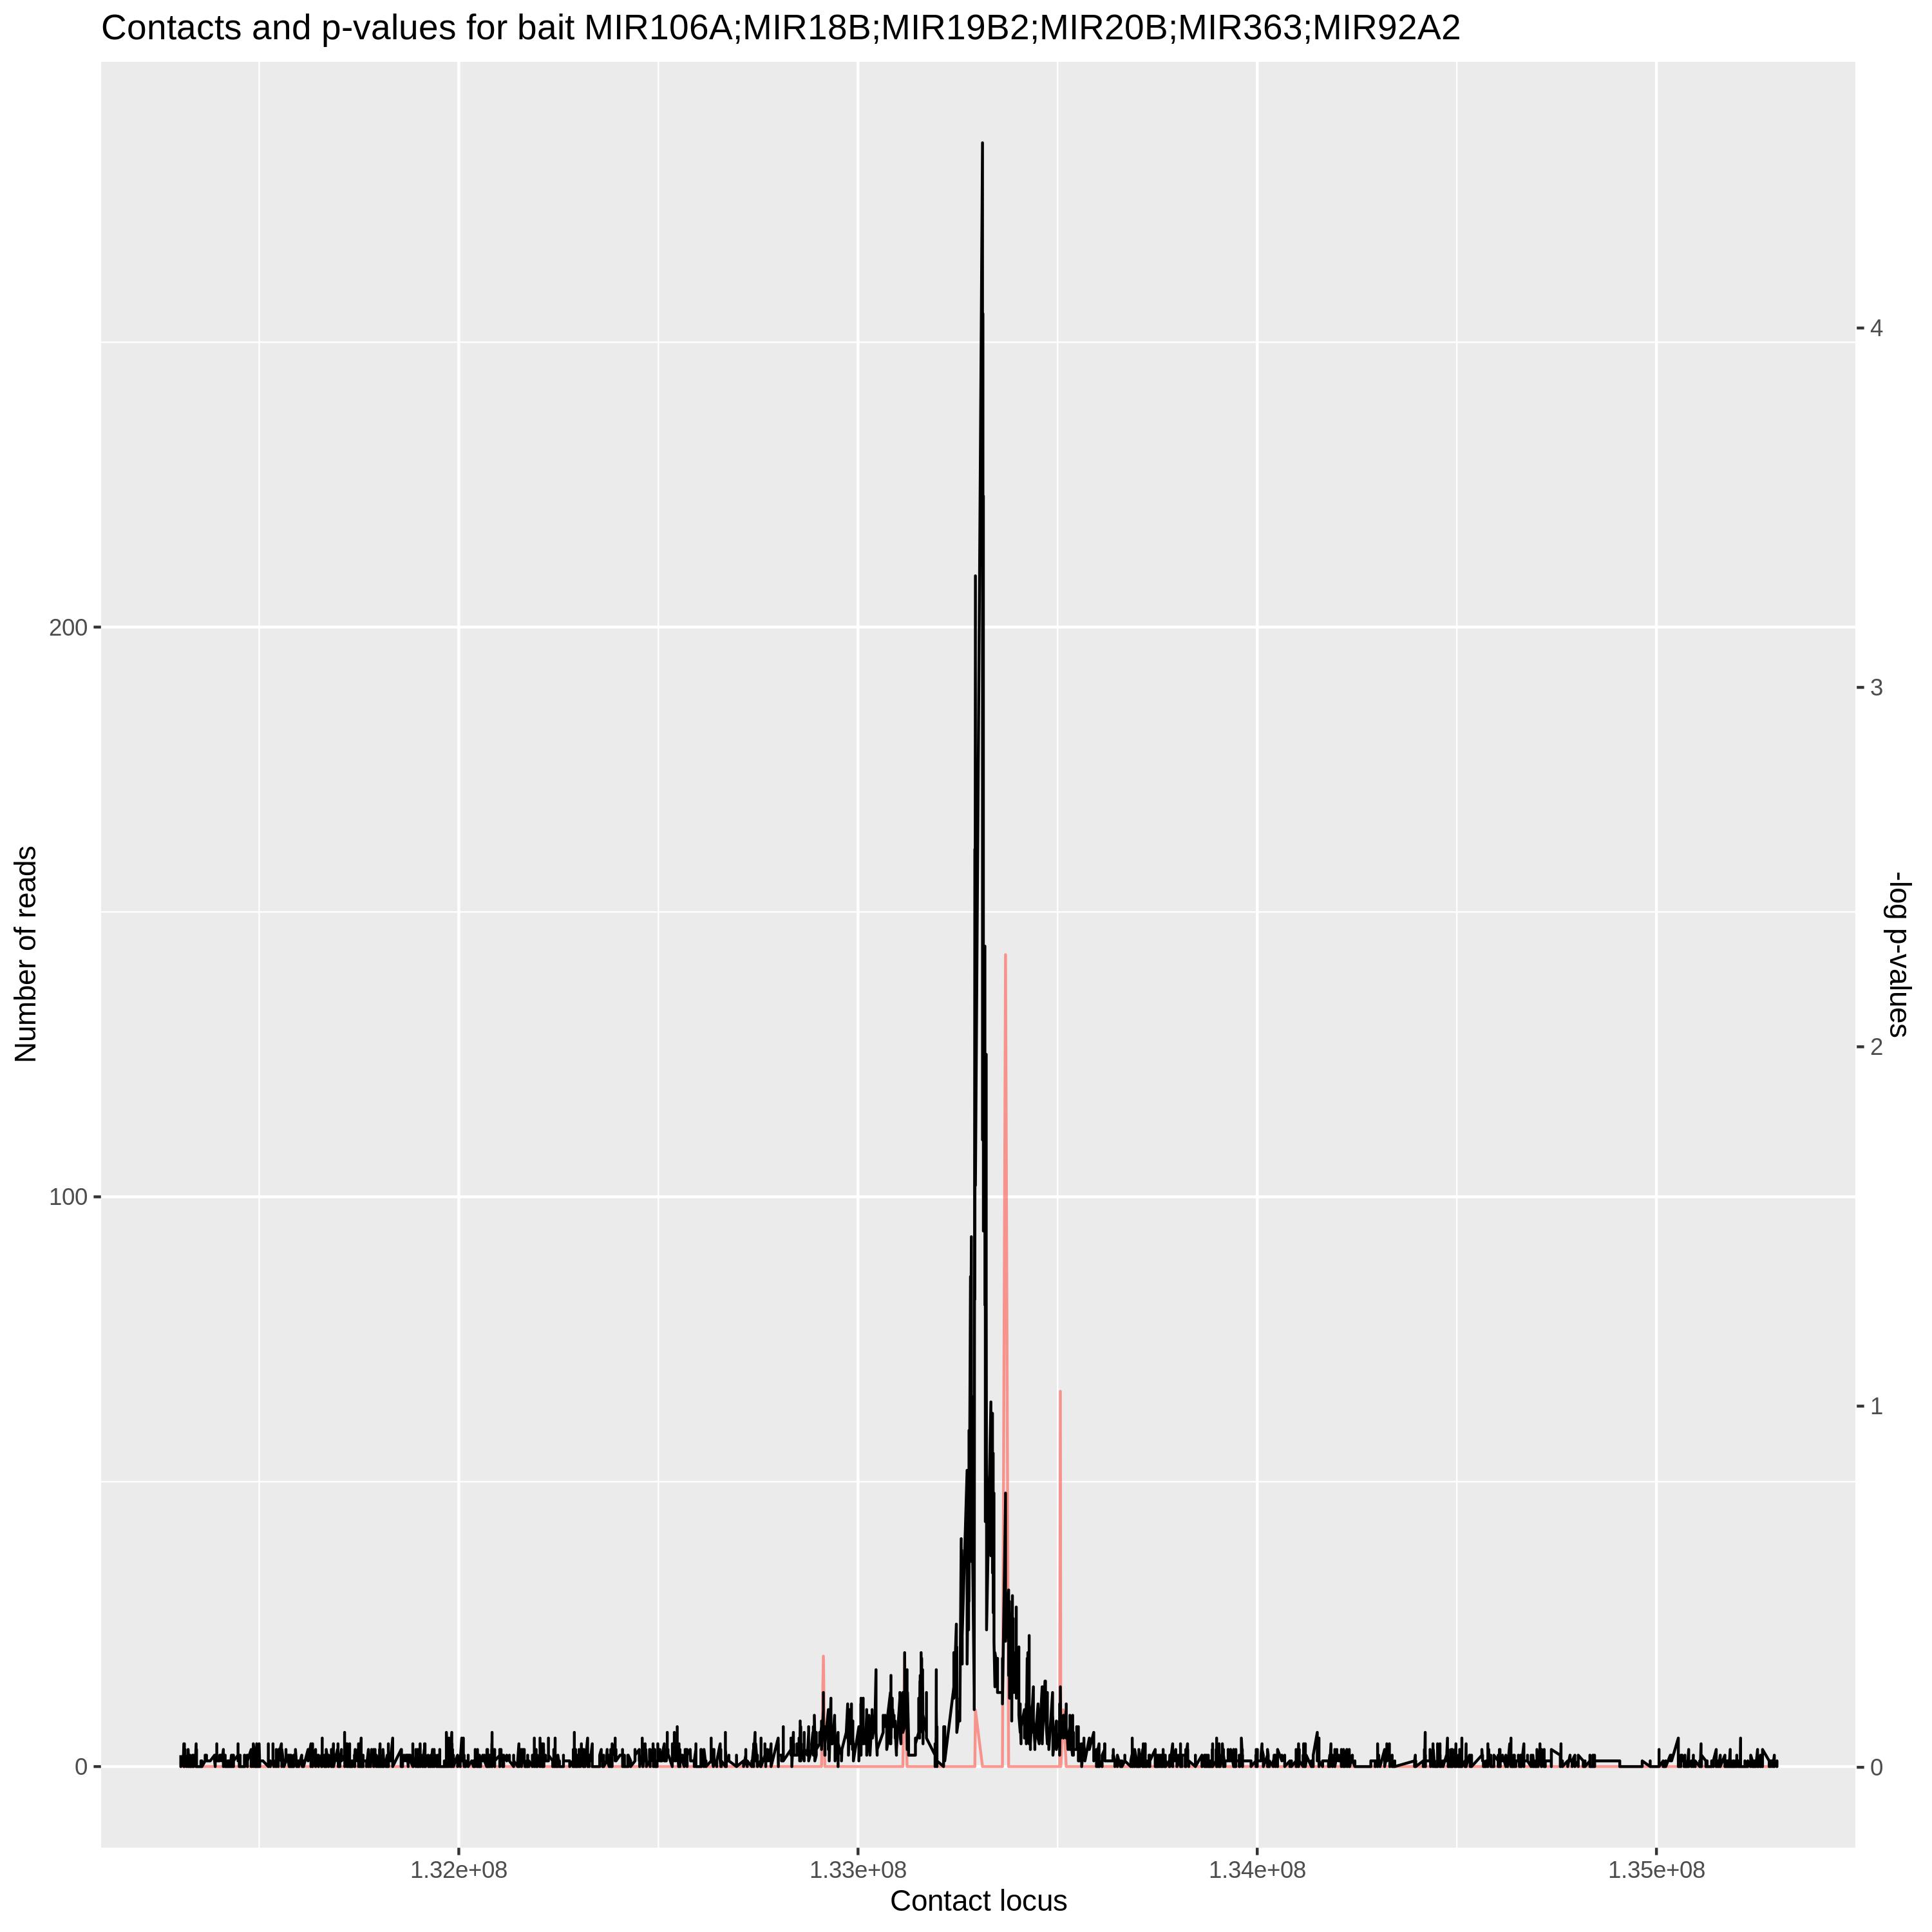 Contacts and p-values for bait MIR106A;MIR18B;MIR19B2;MIR20B;MIR363;MIR92A2
Number of reads
200
100
0
4
3
2
1
0
-log p-values
1.32e+08
1.33e+08
1.34e+08
1.35e+08
Contact locus